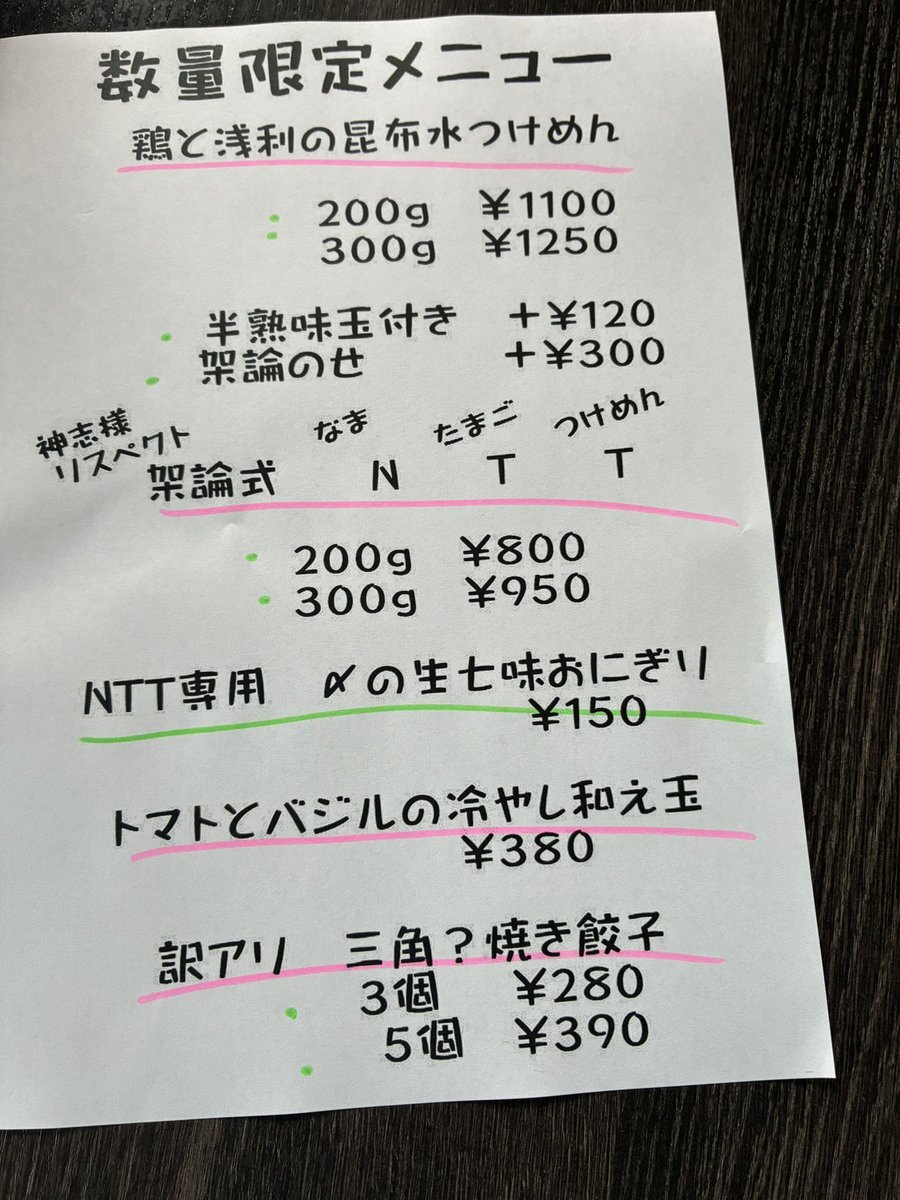 数量限定メニュー
鶏と浅利の昆布水つけめん
200g ¥1100
300g ¥1250
半熟味玉付き +¥120
架論のせ +¥300
神志様
リスペクト
なま たまご つけめん
架論式 N T T
200g ¥800
300g ¥950
NTT専用 〆の生七味おにぎり
¥150
トマトとバジルの冷やし和え玉
¥380
訳アリ 三角?焼き餃子
3個 ¥280
5個 ¥390